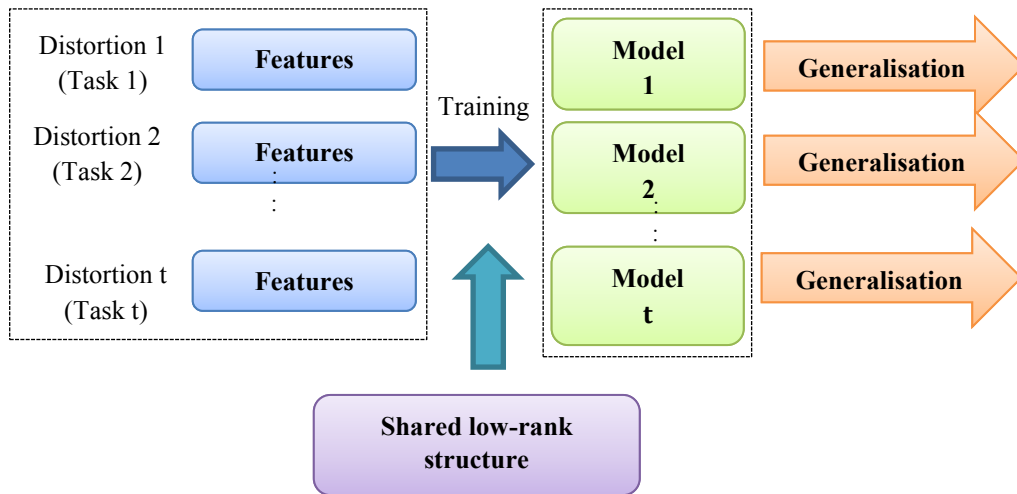 Distortion 1
(Task 1)
Features
Model
1
Generalisation
Training
Distortion 2
(Task 2)
Features
Model
2
Generalisation
Distortion t
(Task t)
Features
Model
t
Generalisation
Shared low-rank
structure